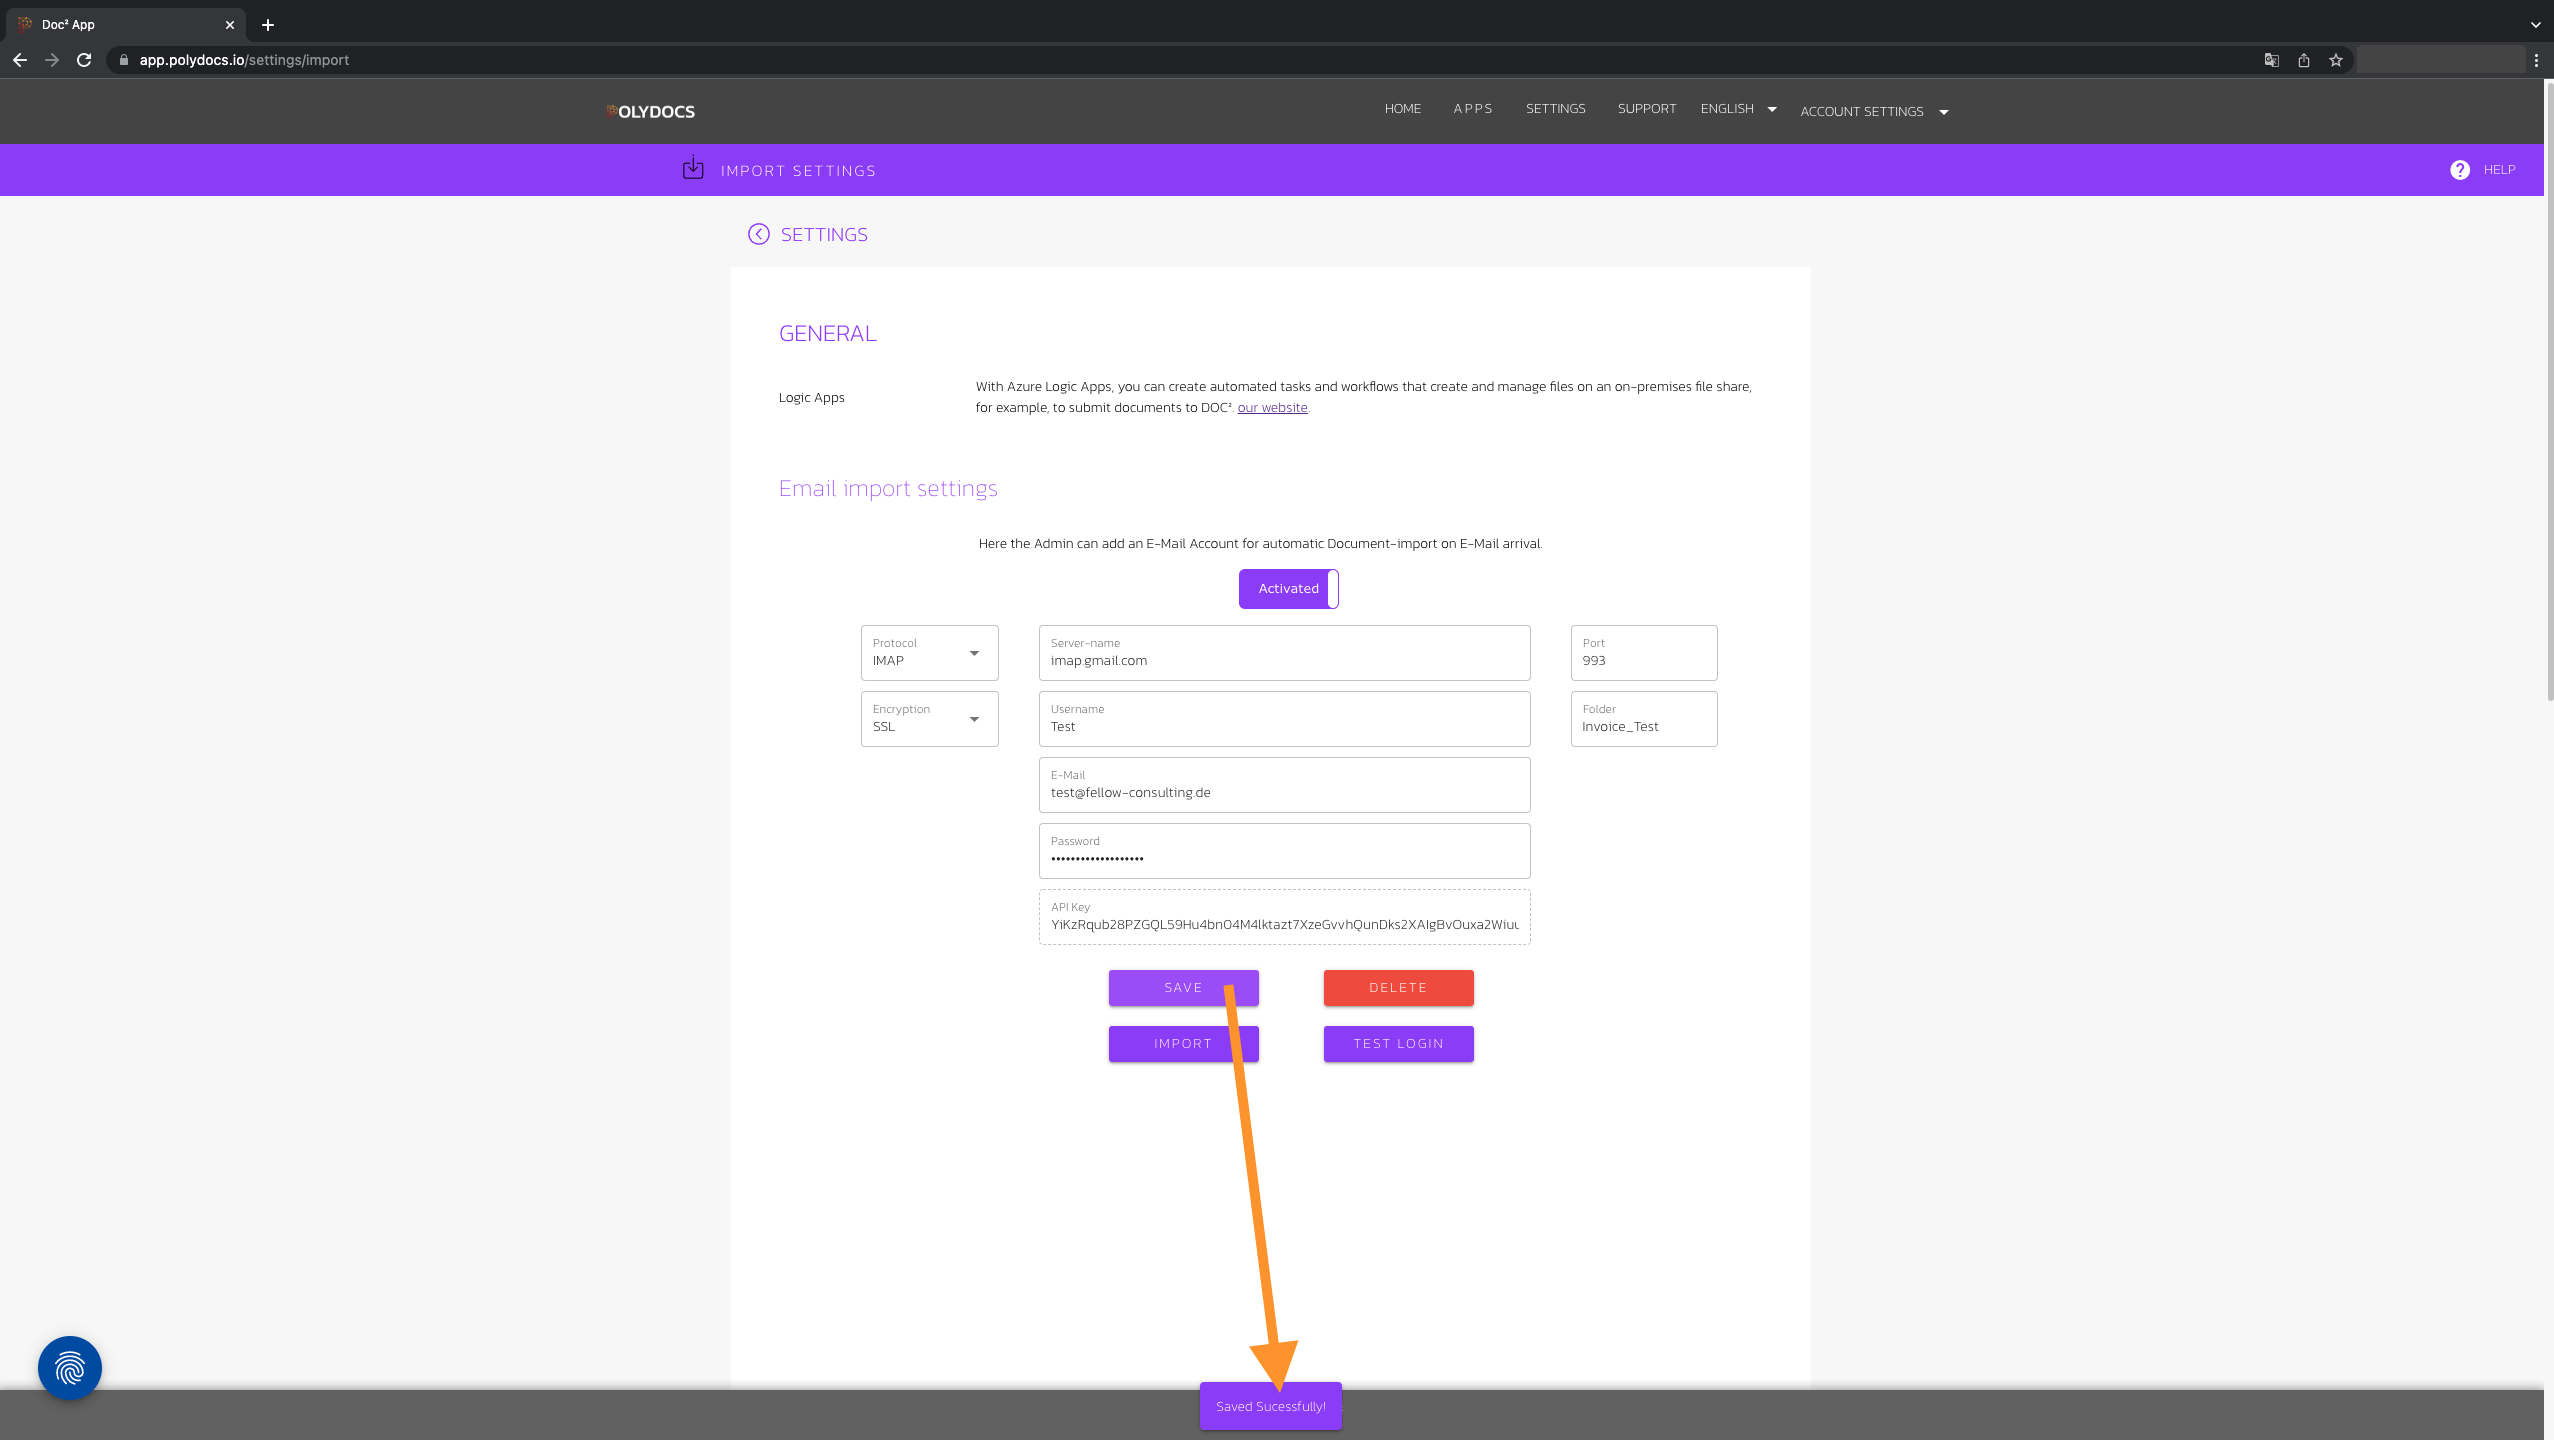 Doc² App
app.polydocs.io/settings/import
OLYDOCS
HOME
APPS
SETTINGS
SUPPORT
ENGLISH
ACCOUNT SETTINGS
IMPORT SETTINGS
HELP
SETTINGS
GENERAL
Logic Apps
With Azure Logic Apps, you can create automated tasks and workflows that create and manage files on an on-premises file share,
for example, to submit documents to DOC². our website.
Email import settings
Here the Admin can add an E-Mail Account for automatic Document-import on E-Mail arrival.
Activated
Protocol
IMAP
Server-name
imap.gmail.com
Port
993
Encryption
SSL
Username
Test
Folder
Invoice_Test
E-Mail
test@fellow-consulting.de
Password
•••••••••••••••••••
API Key
SAVE
DELETE
IMPORT
TEST LOGIN
Saved Sucessfully!